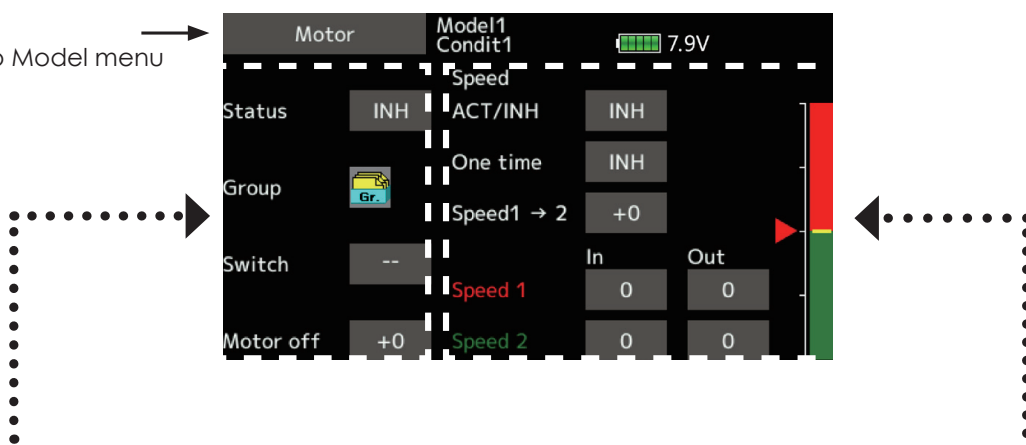 Motor
Model1
Condit1
7.9V
Model menu
Status INH
Group Gr.
Switch --
Motor off +0
Speed
ACT/INH INH
One time INH
Speed1 → 2 +0
In Out
Speed 1 0 0
Speed 2 0 0